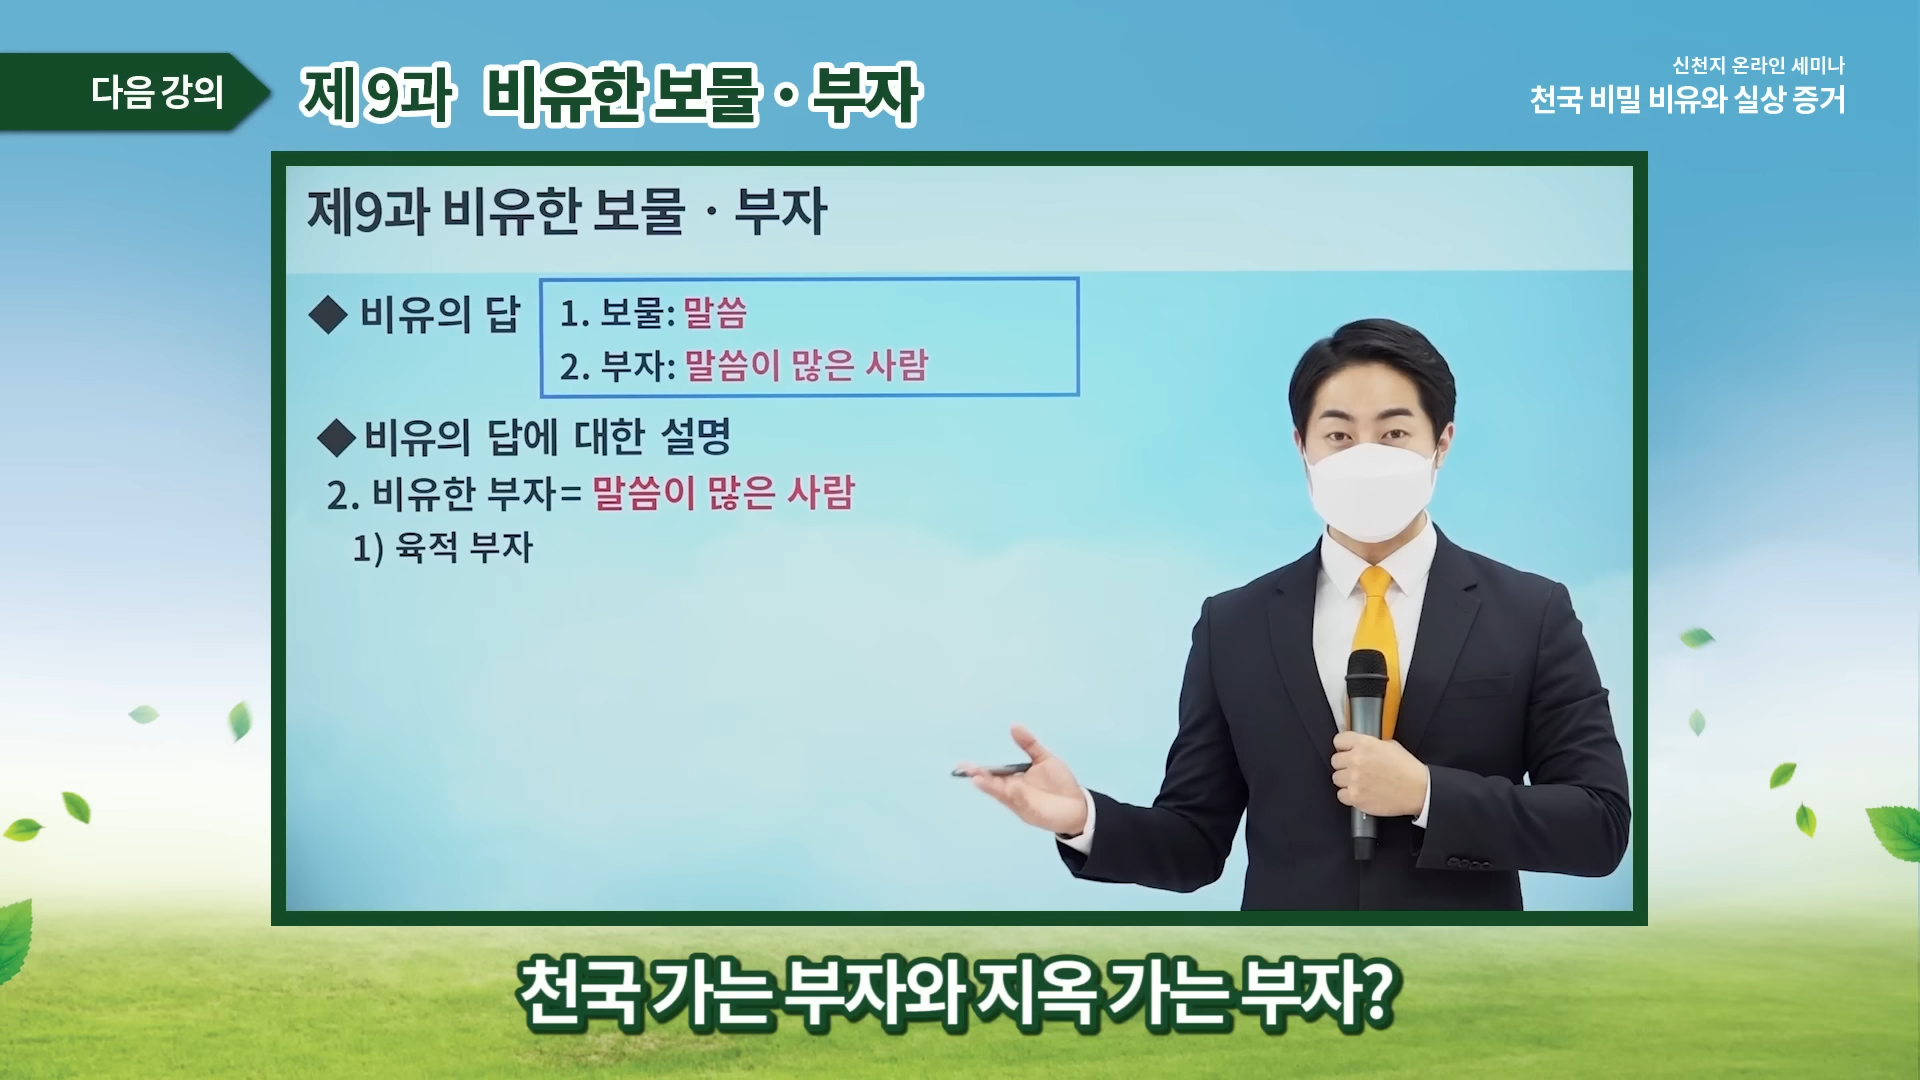 다음 강의
제9과 비유한 보물·부자
신천지 온라인 세미나
천국 비밀 비유와 실상 증거
제9과 비유한 보물 · 부자
◆ 비유의 답
1. 보물: 말씀
2. 부자: 말씀이 많은 사람
◆ 비유의 답에 대한 설명
2. 비유한 부자= 말씀이 많은 사람
1) 육적 부자
천국 가는 부자와 지옥 가는 부자?